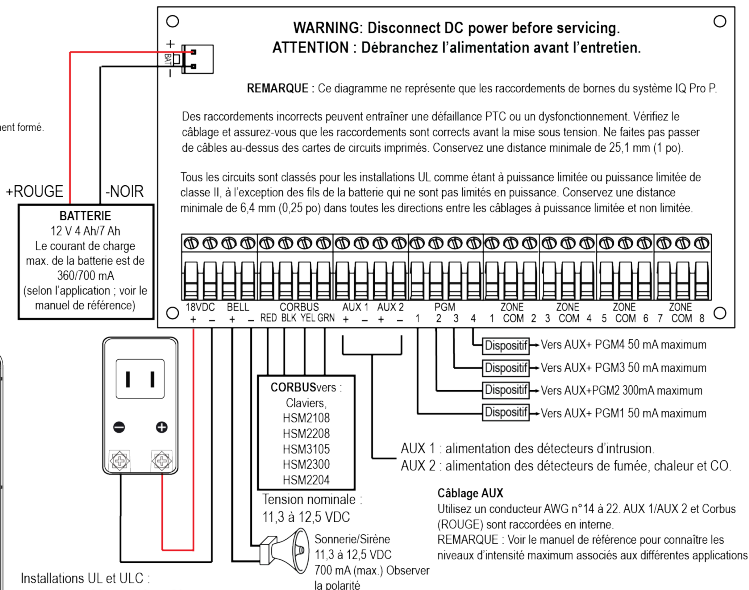 WARNING: Disconnect DC power before servicing.
ATTENTION : Débranchez l'alimentation avant l'entretien.
+
BAT
–
REMARQUE : Ce diagramme ne représente que les raccordements de bornes du système IQ Pro P.
Des raccordements incorrects peuvent entraîner une défaillance PTC ou un dysfonctionnement. Vérifiez le
câblage et assurez-vous que les raccordements sont corrects avant la mise sous tension. Ne faites pas passer
de câbles au-dessus des cartes de circuits imprimés. Conservez une distance minimale de 25,1 mm (1 po).
ent formé.
Tous les circuits sont classés pour les installations UL comme étant à puissance limitée ou puissance limitée de
classe II, à l'exception des fils de la batterie qui ne sont pas limités en puissance. Conservez une distance
minimale de 6,4 mm (0,25 po) dans toutes les directions entre les câblages à puissance limitée et non limitée.
+ROUGE -NOIR
BATTERIE
12 V 4 Ah/7 Ah
Le courant de charge
max. de la batterie est de
360/700 mA
(selon l'application ; voir le
manuel de référence)
18VDC BELL CORBUS AUX 1 AUX 2 PGM ZONE ZONE ZONE ZONE
+ – + – RED BLK YEL GRN + – + – 1 2 3 4 1 COM 2 3 COM 4 5 COM 6 7 COM 8
Dispositif Vers AUX+ PGM4 50 mA maximum
Dispositif Vers AUX+ PGM3 50 mA maximum
Dispositif Vers AUX+PGM2 300mA maximum
Dispositif Vers AUX+ PGM1 50 mA maximum
CORBUSvers :
Claviers,
HSM2108
HSM2208
HSM3105
HSM2300
HSM2204
AUX 1 : alimentation des détecteurs d'intrusion.
AUX 2 : alimentation des détecteurs de fumée, chaleur et CO.
Tension nominale :
11,3 à 12,5 VDC
Câblage AUX
Utilisez un conducteur AWG n°14 à 22. AUX 1/AUX 2 et Corbus
(ROUGE) sont raccordées en interne.
REMARQUE : Voir le manuel de référence pour connaître les
niveaux d'intensité maximum associés aux différentes applications
Sonnerie/Sirène
11,3 à 12,5 VDC
700 mA (max.) Observer
la polarité
Installations UL et ULC :